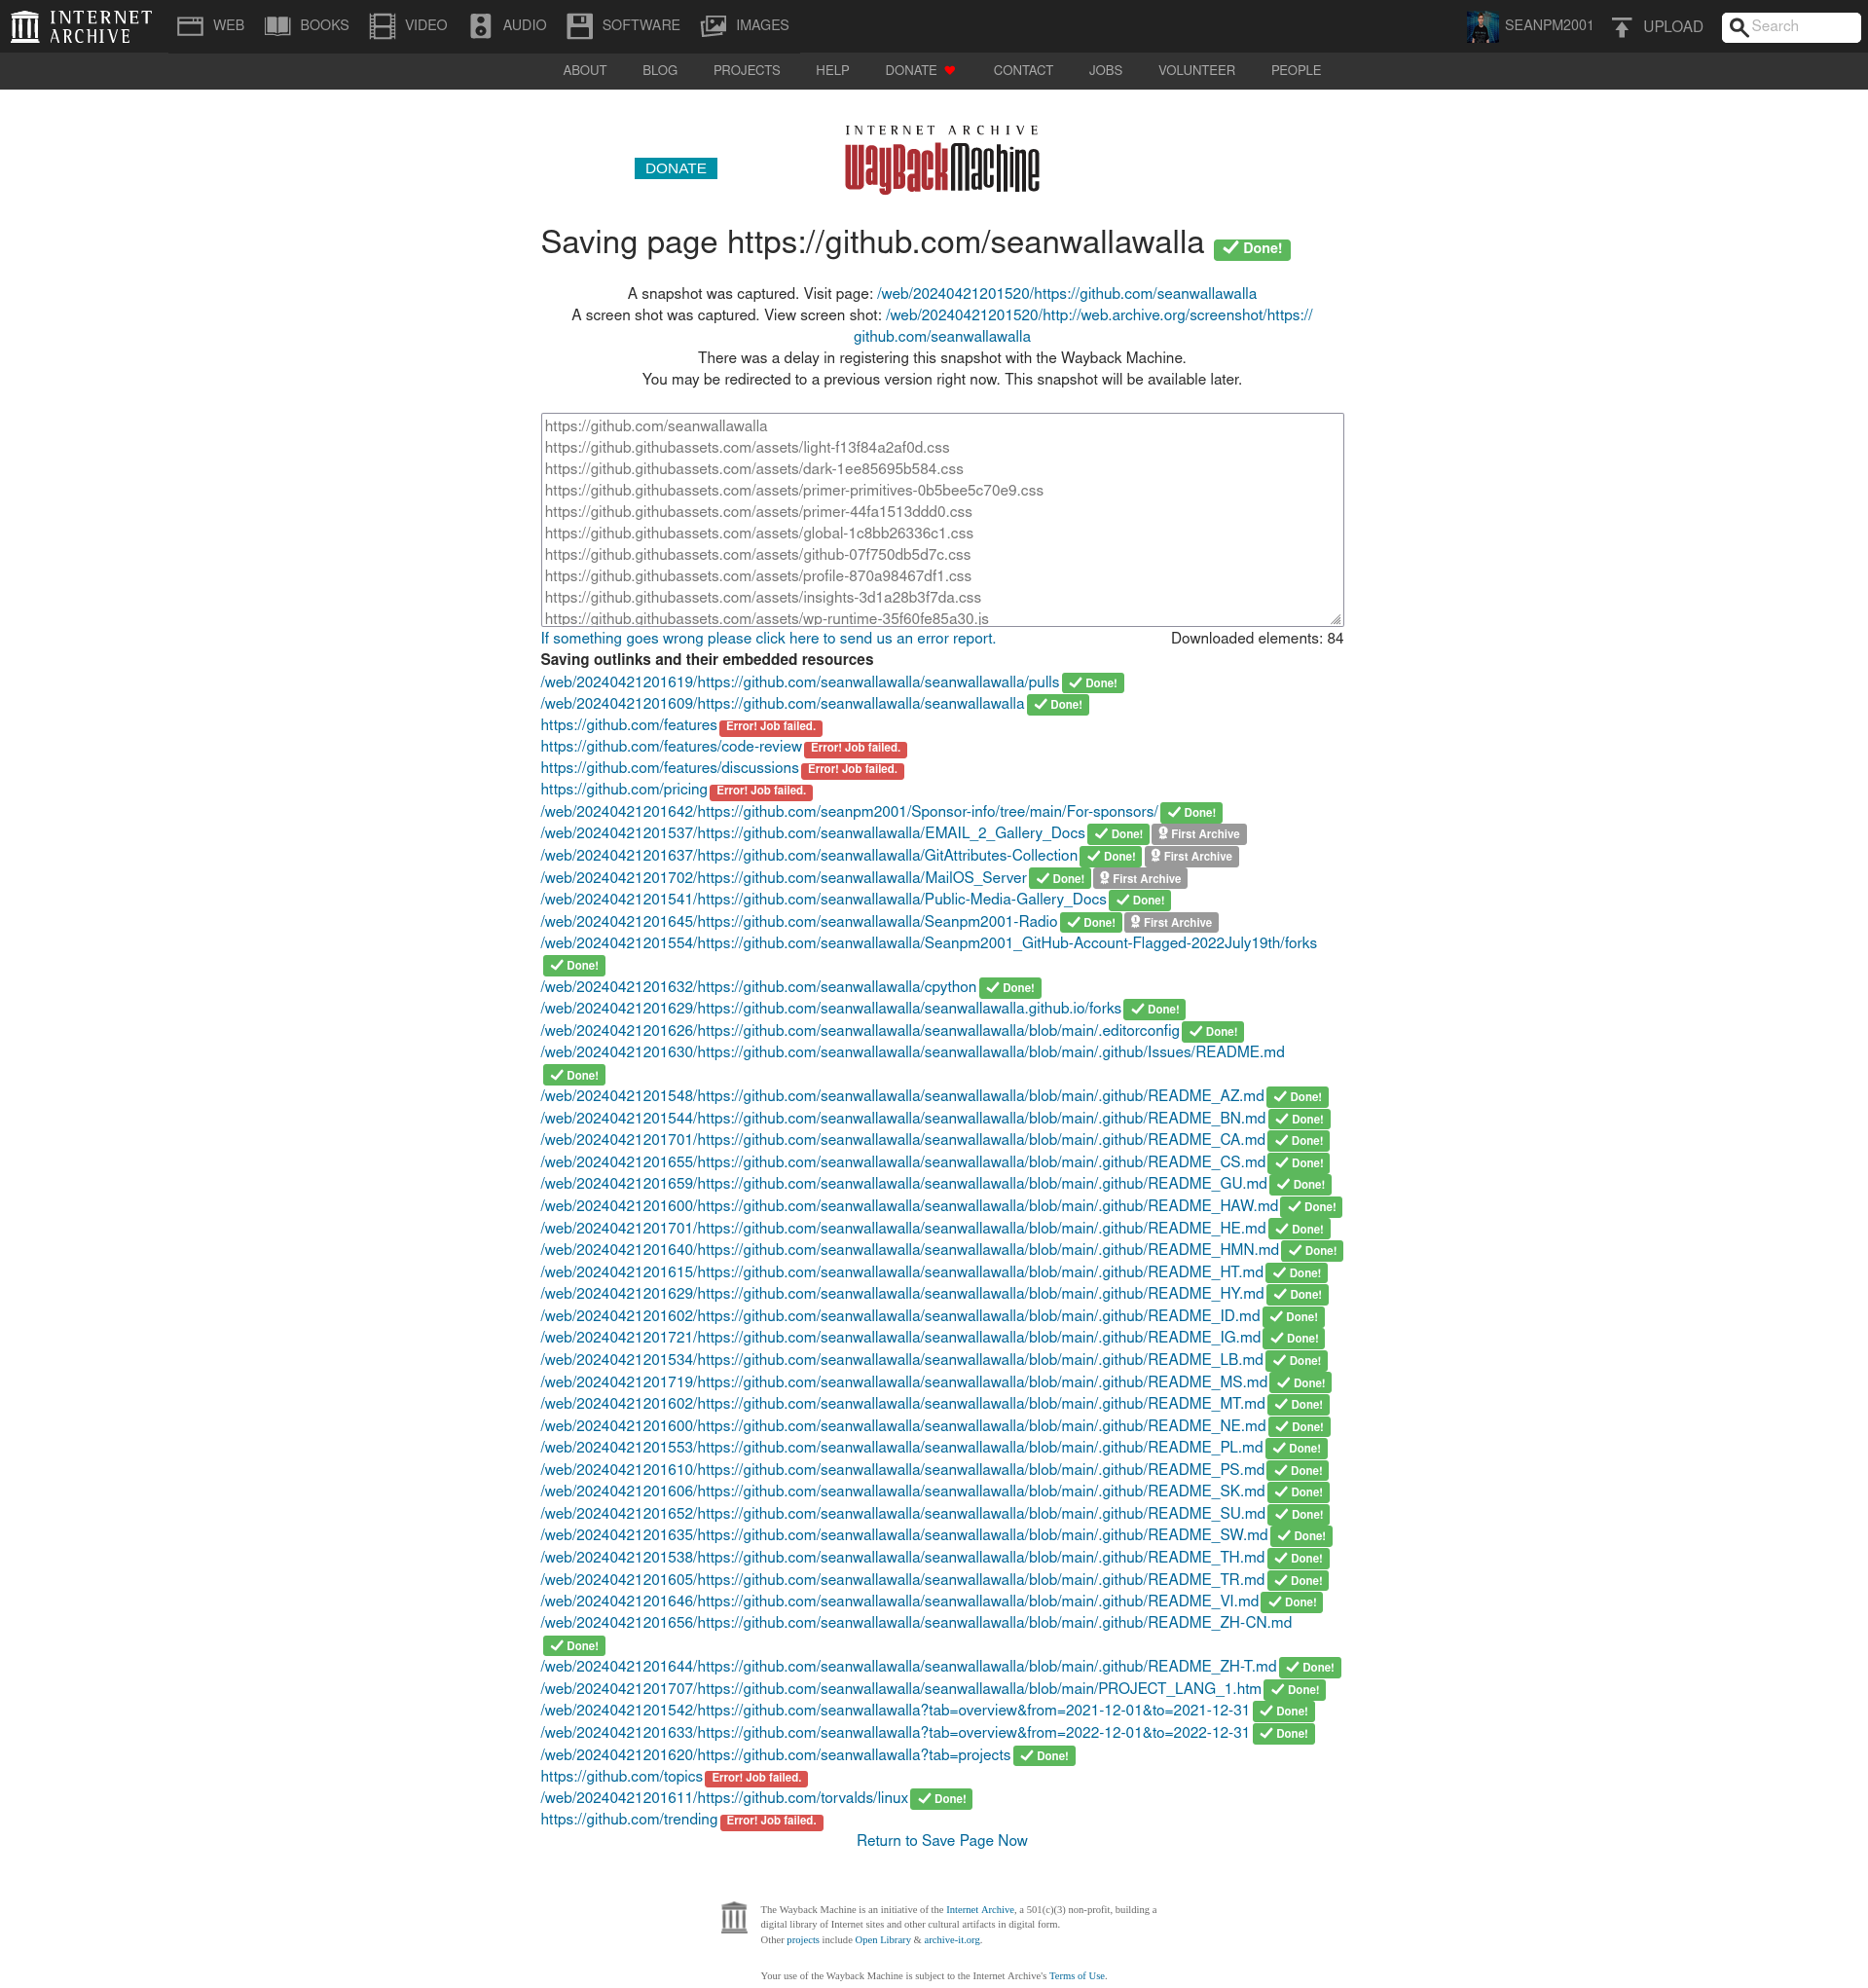 INTERNET ARCHIVE WEB BOOKS VIDEO AUDIO SOFTWARE IMAGES SEANPM2001 UPLOAD Search
ABOUT BLOG PROJECTS HELP DONATE CONTACT JOBS VOLUNTEER PEOPLE
INTERNET ARCHIVE
WayBackMachine
DONATE
Saving page https://github.com/seanwallawalla Done!
A snapshot was captured. Visit page: /web/20240421201520/https://github.com/seanwallawalla
A screen shot was captured. View screen shot: /web/20240421201520/http://web.archive.org/screenshot/https://
github.com/seanwallawalla
There was a delay in registering this snapshot with the Wayback Machine.
You may be redirected to a previous version right now. This snapshot will be available later.
https://github.com/seanwallawalla
https://github.githubassets.com/assets/light-f13f84a2af0d.css
https://github.githubassets.com/assets/dark-1ee85695b584.css
https://github.githubassets.com/assets/primer-primitives-0b5bee5c70e9.css
https://github.githubassets.com/assets/primer-44fa1513ddd0.css
https://github.githubassets.com/assets/global-1c8bb26336c1.css
https://github.githubassets.com/assets/github-07f750db5d7c.css
https://github.githubassets.com/assets/profile-870a98467df1.css
https://github.githubassets.com/assets/insights-3d1a28b3f7da.css
https://github.githubassets.com/assets/wp-runtime-35f60fe85a30.js
If something goes wrong please click here to send us an error report. Downloaded elements: 84
Saving outlinks and their embedded resources
/web/20240421201619/https://github.com/seanwallawalla/seanwallawalla/pulls Done!
/web/20240421201609/https://github.com/seanwallawalla/seanwallawalla Done!
https://github.com/features Error! Job failed.
https://github.com/features/code-review Error! Job failed.
https://github.com/features/discussions Error! Job failed.
https://github.com/pricing Error! Job failed.
/web/20240421201642/https://github.com/seanpm2001/Sponsor-info/tree/main/For-sponsors/ Done!
/web/20240421201537/https://github.com/seanwallawalla/EMAIL_2_Gallery_Docs Done! First Archive
/web/20240421201637/https://github.com/seanwallawalla/GitAttributes-Collection Done! First Archive
/web/20240421201702/https://github.com/seanwallawalla/MailOS_Server Done! First Archive
/web/20240421201541/https://github.com/seanwallawalla/Public-Media-Gallery_Docs Done!
/web/20240421201645/https://github.com/seanwallawalla/Seanpm2001-Radio Done! First Archive
/web/20240421201554/https://github.com/seanwallawalla/Seanpm2001_GitHub-Account-Flagged-2022July19th/forks
Done!
/web/20240421201632/https://github.com/seanwallawalla/cpython Done!
/web/20240421201629/https://github.com/seanwallawalla/seanwallawalla.github.io/forks Done!
/web/20240421201626/https://github.com/seanwallawalla/seanwallawalla/blob/main/.editorconfig Done!
/web/20240421201630/https://github.com/seanwallawalla/seanwallawalla/blob/main/.github/Issues/README.md
Done!
/web/20240421201548/https://github.com/seanwallawalla/seanwallawalla/blob/main/.github/README_AZ.md Done!
/web/20240421201544/https://github.com/seanwallawalla/seanwallawalla/blob/main/.github/README_BN.md Done!
/web/20240421201701/https://github.com/seanwallawalla/seanwallawalla/blob/main/.github/README_CA.md Done!
/web/20240421201655/https://github.com/seanwallawalla/seanwallawalla/blob/main/.github/README_CS.md Done!
/web/20240421201659/https://github.com/seanwallawalla/seanwallawalla/blob/main/.github/README_GU.md Done!
/web/20240421201600/https://github.com/seanwallawalla/seanwallawalla/blob/main/.github/README_HAW.md Done!
/web/20240421201701/https://github.com/seanwallawalla/seanwallawalla/blob/main/.github/README_HE.md Done!
/web/20240421201640/https://github.com/seanwallawalla/seanwallawalla/blob/main/.github/README_HMN.md Done!
/web/20240421201615/https://github.com/seanwallawalla/seanwallawalla/blob/main/.github/README_HT.md Done!
/web/20240421201629/https://github.com/seanwallawalla/seanwallawalla/blob/main/.github/README_HY.md Done!
/web/20240421201602/https://github.com/seanwallawalla/seanwallawalla/blob/main/.github/README_ID.md Done!
/web/20240421201721/https://github.com/seanwallawalla/seanwallawalla/blob/main/.github/README_IG.md Done!
/web/20240421201534/https://github.com/seanwallawalla/seanwallawalla/blob/main/.github/README_LB.md Done!
/web/20240421201719/https://github.com/seanwallawalla/seanwallawalla/blob/main/.github/README_MS.md Done!
/web/20240421201602/https://github.com/seanwallawalla/seanwallawalla/blob/main/.github/README_MT.md Done!
/web/20240421201600/https://github.com/seanwallawalla/seanwallawalla/blob/main/.github/README_NE.md Done!
/web/20240421201553/https://github.com/seanwallawalla/seanwallawalla/blob/main/.github/README_PL.md Done!
/web/20240421201610/https://github.com/seanwallawalla/seanwallawalla/blob/main/.github/README_PS.md Done!
/web/20240421201606/https://github.com/seanwallawalla/seanwallawalla/blob/main/.github/README_SK.md Done!
/web/20240421201652/https://github.com/seanwallawalla/seanwallawalla/blob/main/.github/README_SU.md Done!
/web/20240421201635/https://github.com/seanwallawalla/seanwallawalla/blob/main/.github/README_SW.md Done!
/web/20240421201538/https://github.com/seanwallawalla/seanwallawalla/blob/main/.github/README_TH.md Done!
/web/20240421201605/https://github.com/seanwallawalla/seanwallawalla/blob/main/.github/README_TR.md Done!
/web/20240421201646/https://github.com/seanwallawalla/seanwallawalla/blob/main/.github/README_VI.md Done!
/web/20240421201656/https://github.com/seanwallawalla/seanwallawalla/blob/main/.github/README_ZH-CN.md
Done!
/web/20240421201644/https://github.com/seanwallawalla/seanwallawalla/blob/main/.github/README_ZH-T.md Done!
/web/20240421201707/https://github.com/seanwallawalla/seanwallawalla/blob/main/PROJECT_LANG_1.htm Done!
/web/20240421201542/https://github.com/seanwallawalla?tab=overview&from=2021-12-01&to=2021-12-31 Done!
/web/20240421201633/https://github.com/seanwallawalla?tab=overview&from=2022-12-01&to=2022-12-31 Done!
/web/20240421201620/https://github.com/seanwallawalla?tab=projects Done!
https://github.com/topics Error! Job failed.
/web/20240421201611/https://github.com/torvalds/linux Done!
https://github.com/trending Error! Job failed.
Return to Save Page Now
The Wayback Machine is an initiative of the Internet Archive, a 501(c)(3) non-profit, building a
digital library of Internet sites and other cultural artifacts in digital form.
Other projects include Open Library & archive-it.org.
Your use of the Wayback Machine is subject to the Internet Archive's Terms of Use.